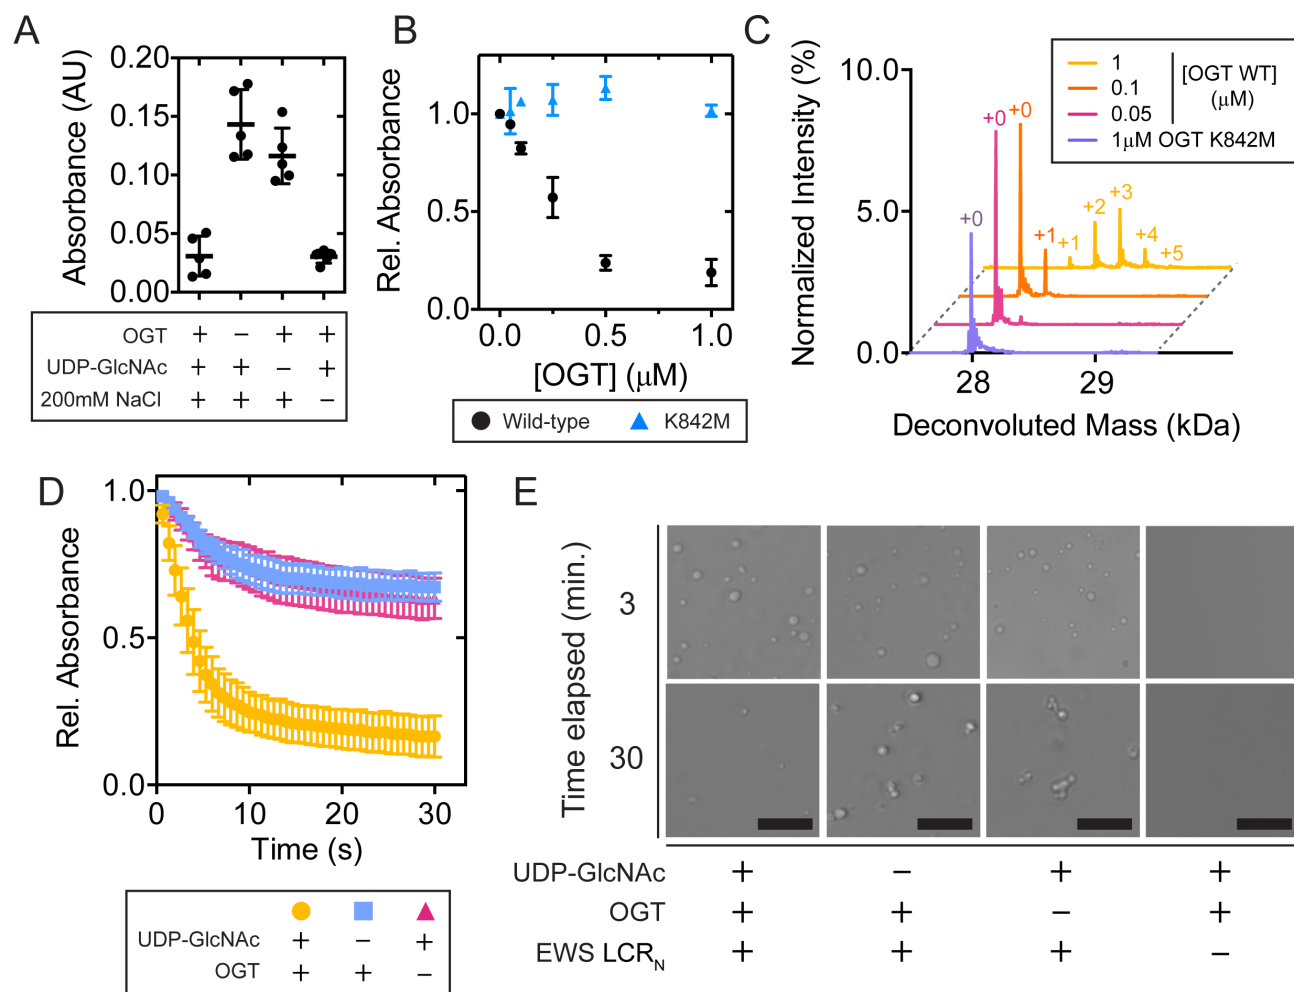 A
Absorbance (AU)
0.20
0.15
0.10
0.05
0.00
OGT + − + +
UDP-GlcNAc + + − +
200mM NaCl + + + −
B
Rel. Absorbance
1.0
0.5
0.0
0.0 0.5 1.0
[OGT] (μM)
Wild-type K842M
C
Normalized Intensity (%)
10.0
5.0
0.0
1
0.1
0.05
[OGT WT]
(μM)
1μM OGT K842M
+0
+0 +0 +1
+1 +2 +3 +4 +5
28 29
Deconvoluted Mass (kDa)
D
Rel. Absorbance
1.0
0.5
0.0
0 10 20 30
Time (s)
UDP-GlcNAc + − +
OGT + + −
E
Time elapsed (min.)
3
30
UDP-GlcNAc + − + +
OGT + + − +
EWS LCRN + + + −